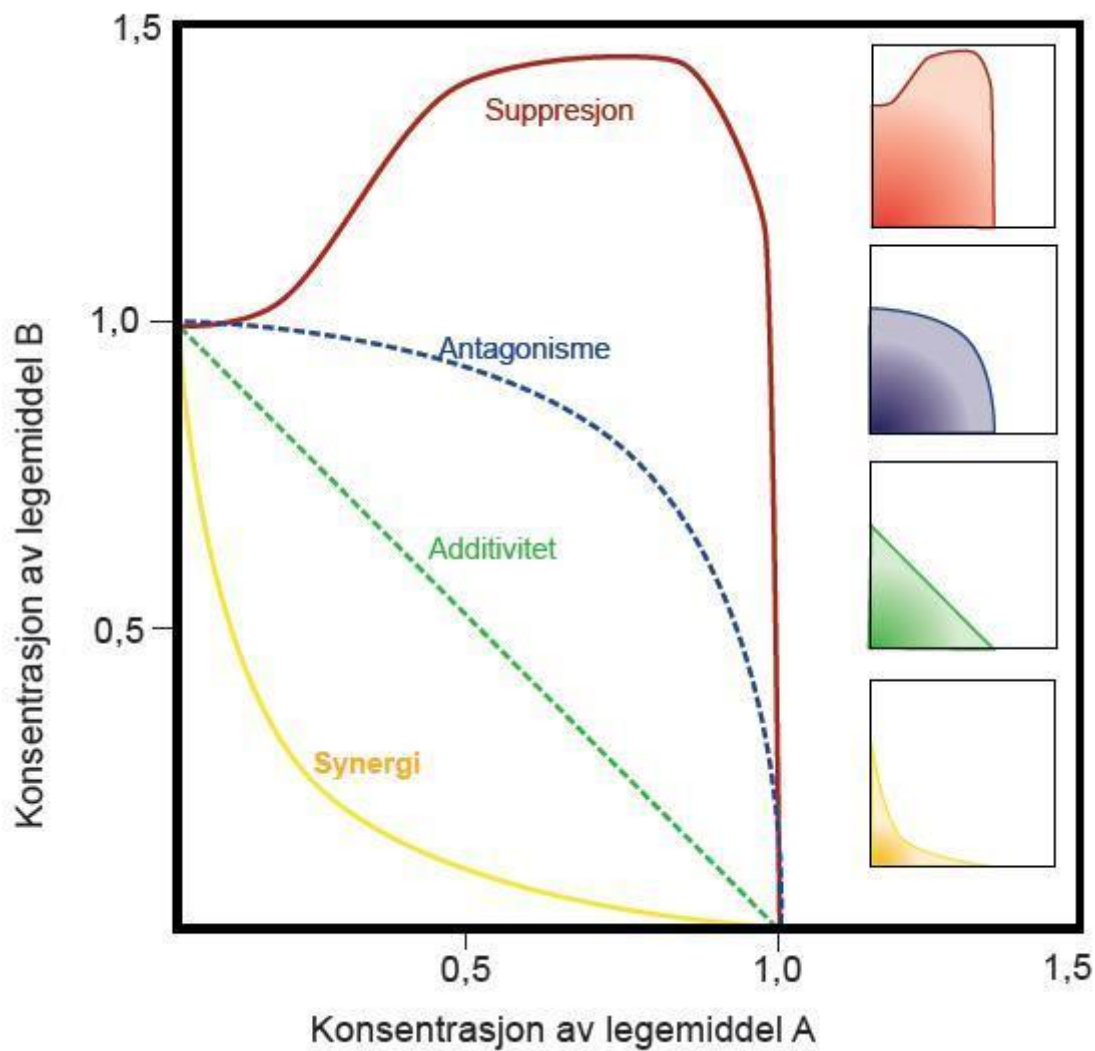 1,5
Suppresjon
1,0
Antagonisme
Additivitet
0,5
Synergi
Konsentrasjon av legemiddel B
0,5
1,0
1,5
Konsentrasjon av legemiddel A